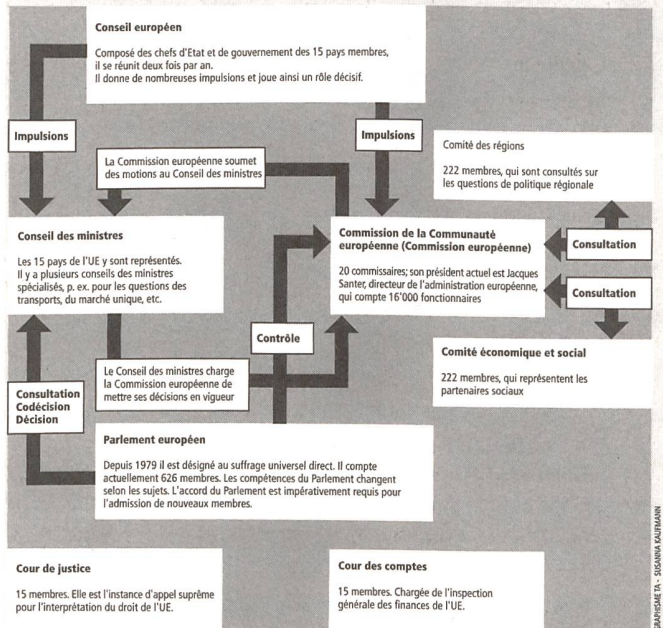 Conseil européen
Composé des chefs d'Etat et de gouvernement des 15 pays membres,
il se réunit deux fois par an.
Il donne de nombreuses impulsions et joue ainsi un rôle décisif.
Impulsions
Impulsions
La Commission européenne soumet
des motions au Conseil des ministres
Comité des régions
222 membres, qui sont consultés sur
les questions de politique régionale
Conseil des ministres
Les 15 pays de l'UE y sont représentés.
Il y a plusieurs conseils des ministres
spécialisés, p. ex. pour les questions des
transports, du marché unique, etc.
Commission de la Communauté
européenne (Commission européenne)
20 commissaires; son président actuel est Jacques
Santer, directeur de l'administration européenne,
qui compte 16'000 fonctionnaires
Consultation
Consultation
Contrôle
Comité économique et social
222 membres, qui représentent les
partenaires sociaux
Le Conseil des ministres charge
la Commission européenne de
mettre ses décisions en vigueur
Consultation
Codécision
Décision
Parlement européen
Depuis 1979 il est désigné au suffrage universel direct. Il compte
actuellement 626 membres. Les compétences du Parlement changent
selon les sujets. L'accord du Parlement est impérativement requis pour
l'admission de nouveaux membres.
Cour de justice
15 membres. Elle est l'instance d'appel suprême
pour l'interprétation du droit de l'UE.
Cour des comptes
15 membres. Chargée de l'inspection
générale des finances de l'UE.
GRAPHISME TA - SUSANNA KAUFMANN